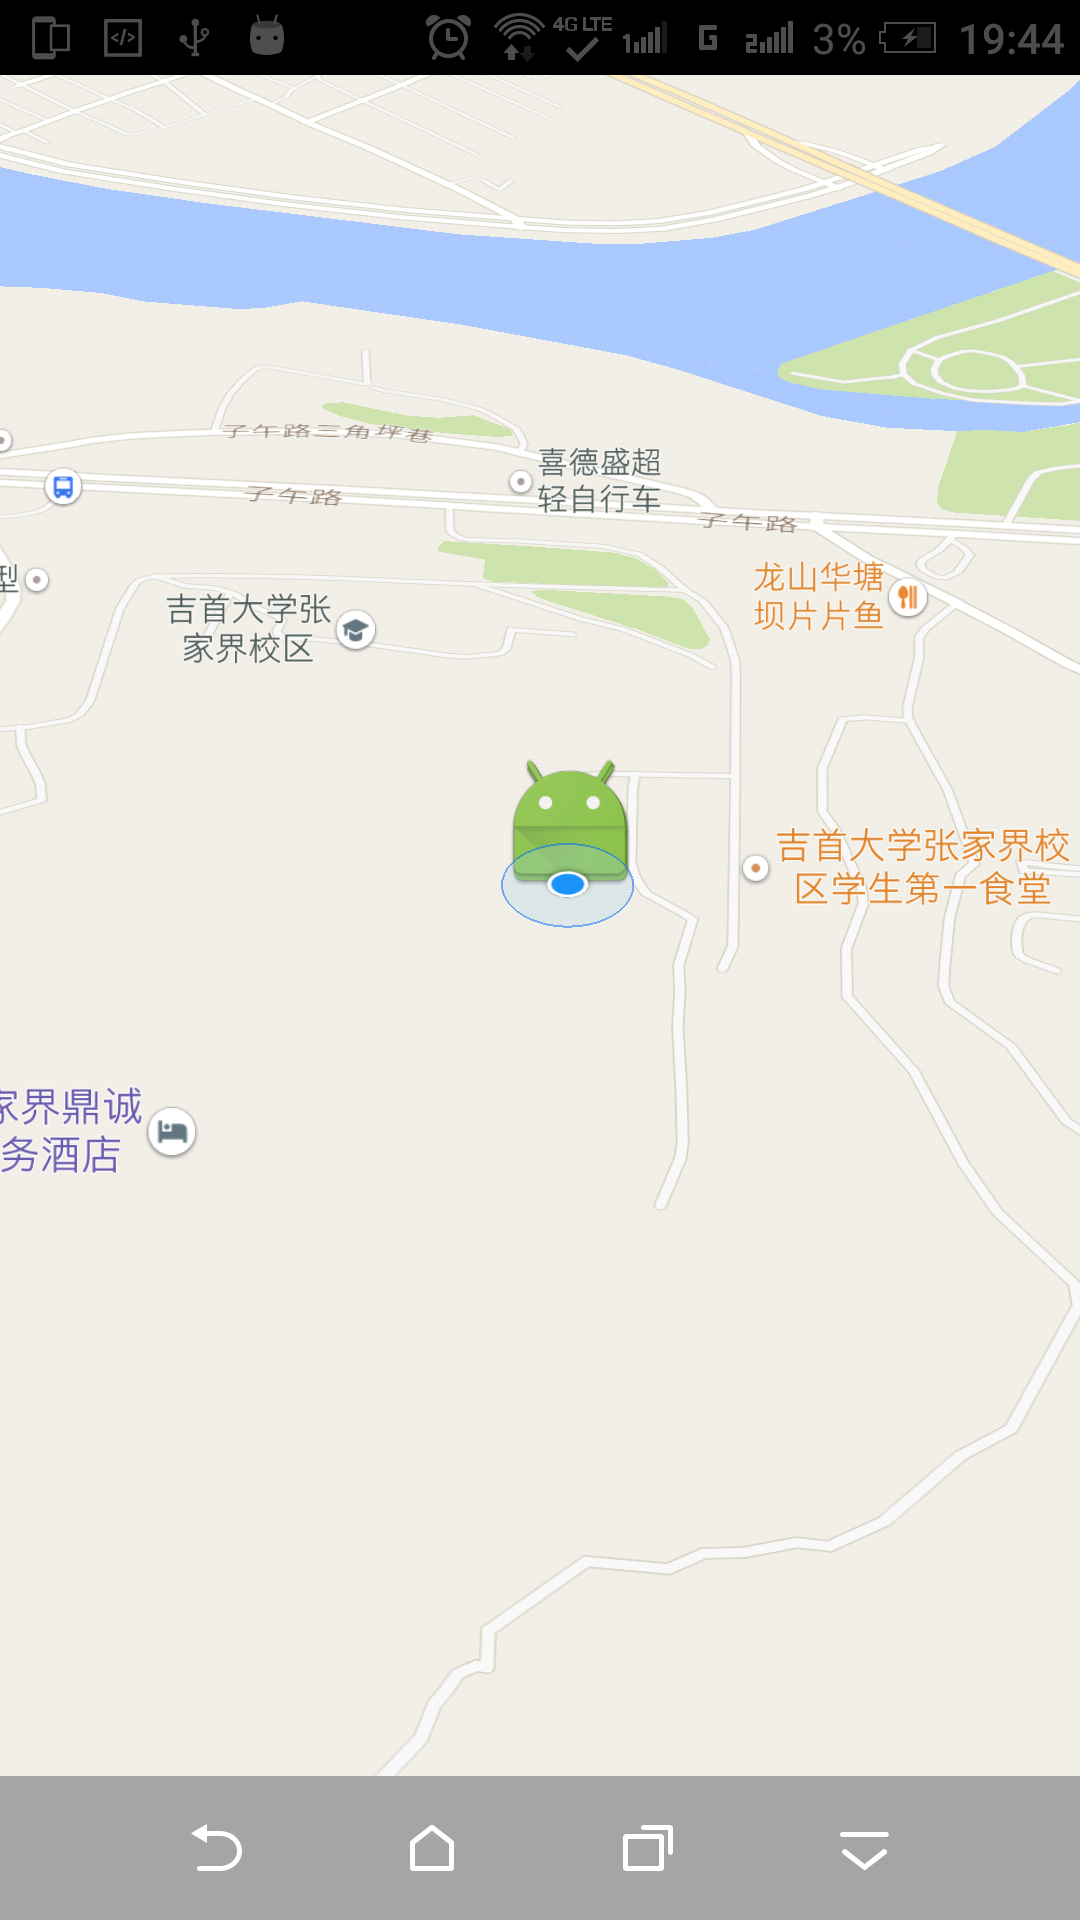 4G LTE
1
G
2
3%
19:44
子午路三角坪巷
喜德盛超
轻自行车
子午路
子午路
型
龙山华塘
坝片片鱼
吉首大学张
家界校区
吉首大学张家界校
区学生第一食堂
家界鼎诚
务酒店